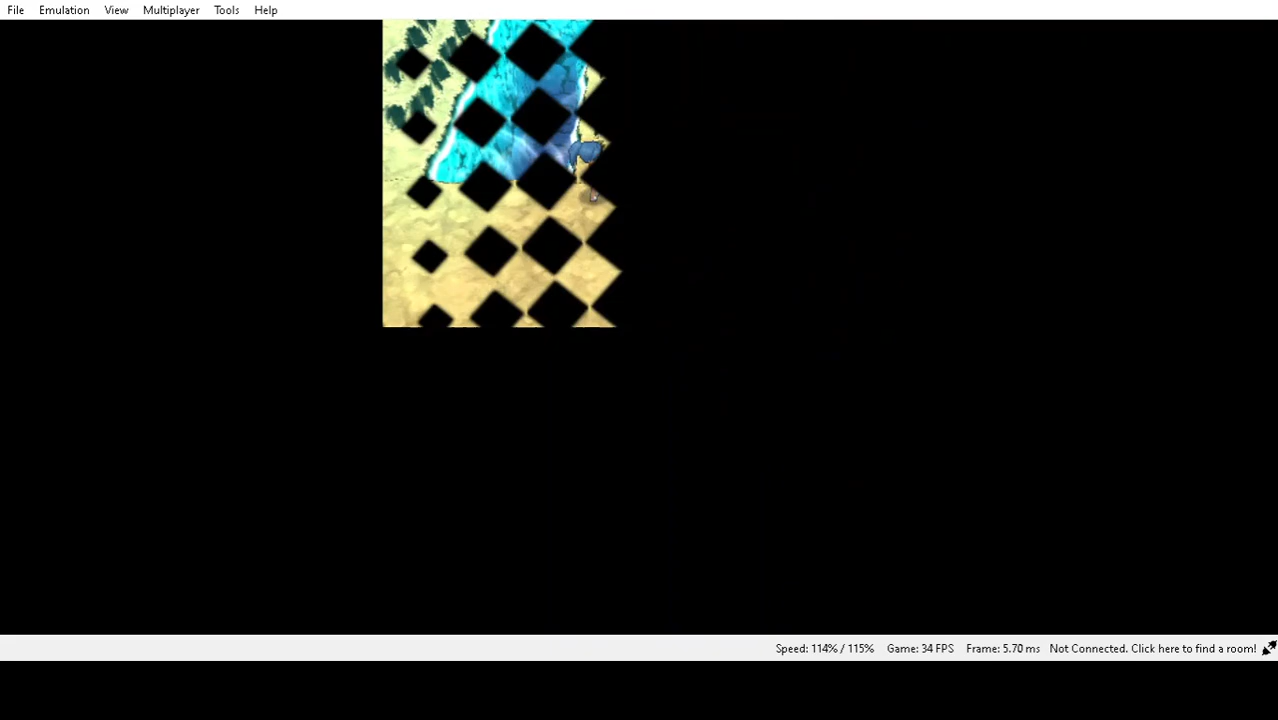 File Emulation View Multiplayer Tools Help
Speed: 114% / 115% Game: 34 FPS Frame: 5.70 ms Not Connected. Click here to find a room!